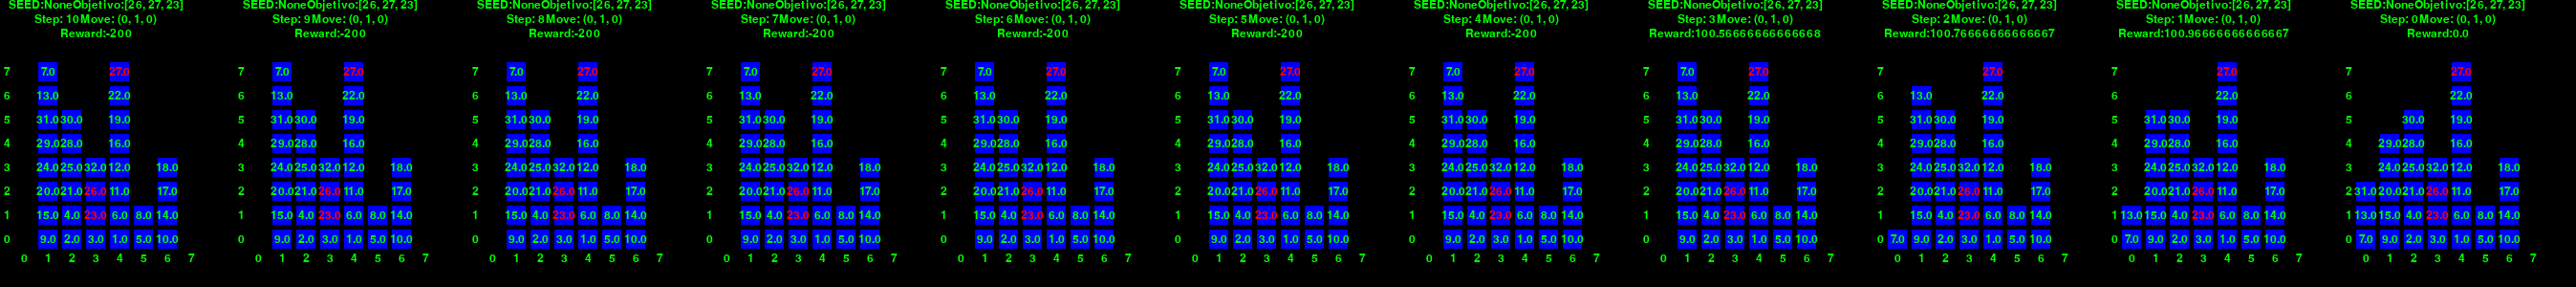 SEED:NoneObjetivo:[26, 27, 23]
Step: 10Move: (0, 1, 0)
Reward:-200
7 7.0 27.0
6 13.0 22.0
5 31.0 30.0 19.0
4 29.0 28.0 16.0
3 24.0 25.0 32.0 12.0 18.0
2 20.0 21.0 26.0 11.0 17.0
1 15.0 4.0 23.0 6.0 8.0 14.0
0 9.0 2.0 3.0 1.0 5.0 10.0
0 1 2 3 4 5 6 7
SEED:NoneObjetivo:[26, 27, 23]
Step: 9Move: (0, 1, 0)
Reward:-200
7 7.0 27.0
6 13.0 22.0
5 31.0 30.0 19.0
4 29.0 28.0 16.0
3 24.0 25.0 32.0 12.0 18.0
2 20.0 21.0 26.0 11.0 17.0
1 15.0 4.0 23.0 6.0 8.0 14.0
0 9.0 2.0 3.0 1.0 5.0 10.0
0 1 2 3 4 5 6 7
SEED:NoneObjetivo:[26, 27, 23]
Step: 8Move: (0, 1, 0)
Reward:-200
7 7.0 27.0
6 13.0 22.0
5 31.0 30.0 19.0
4 29.0 28.0 16.0
3 24.0 25.0 32.0 12.0 18.0
2 20.0 21.0 26.0 11.0 17.0
1 15.0 4.0 23.0 6.0 8.0 14.0
0 9.0 2.0 3.0 1.0 5.0 10.0
0 1 2 3 4 5 6 7
SEED:NoneObjetivo:[26, 27, 23]
Step: 7Move: (0, 1, 0)
Reward:-200
7 7.0 27.0
6 13.0 22.0
5 31.0 30.0 19.0
4 29.0 28.0 16.0
3 24.0 25.0 32.0 12.0 18.0
2 20.0 21.0 26.0 11.0 17.0
1 15.0 4.0 23.0 6.0 8.0 14.0
0 9.0 2.0 3.0 1.0 5.0 10.0
0 1 2 3 4 5 6 7
SEED:NoneObjetivo:[26, 27, 23]
Step: 6Move: (0, 1, 0)
Reward:-200
7 7.0 27.0
6 13.0 22.0
5 31.0 30.0 19.0
4 29.0 28.0 16.0
3 24.0 25.0 32.0 12.0 18.0
2 20.0 21.0 26.0 11.0 17.0
1 15.0 4.0 23.0 6.0 8.0 14.0
0 9.0 2.0 3.0 1.0 5.0 10.0
0 1 2 3 4 5 6 7
SEED:NoneObjetivo:[26, 27, 23]
Step: 5Move: (0, 1, 0)
Reward:-200
7 7.0 27.0
6 13.0 22.0
5 31.0 30.0 19.0
4 29.0 28.0 16.0
3 24.0 25.0 32.0 12.0 18.0
2 20.0 21.0 26.0 11.0 17.0
1 15.0 4.0 23.0 6.0 8.0 14.0
0 9.0 2.0 3.0 1.0 5.0 10.0
0 1 2 3 4 5 6 7
SEED:NoneObjetivo:[26, 27, 23]
Step: 4Move: (0, 1, 0)
Reward:-200
7 7.0 27.0
6 13.0 22.0
5 31.0 30.0 19.0
4 29.0 28.0 16.0
3 24.0 25.0 32.0 12.0 18.0
2 20.0 21.0 26.0 11.0 17.0
1 15.0 4.0 23.0 6.0 8.0 14.0
0 9.0 2.0 3.0 1.0 5.0 10.0
0 1 2 3 4 5 6 7
SEED:NoneObjetivo:[26, 27, 23]
Step: 3Move: (0, 1, 0)
Reward:100.56666666666668
7 7.0 27.0
6 13.0 22.0
5 31.0 30.0 19.0
4 29.0 28.0 16.0
3 24.0 25.0 32.0 12.0 18.0
2 20.0 21.0 26.0 11.0 17.0
1 15.0 4.0 23.0 6.0 8.0 14.0
0 9.0 2.0 3.0 1.0 5.0 10.0
0 1 2 3 4 5 6 7
SEED:NoneObjetivo:[26, 27, 23]
Step: 2Move: (0, 1, 0)
Reward:100.76666666666667
7 27.0
6 13.0 22.0
5 31.0 30.0 19.0
4 29.0 28.0 16.0
3 24.0 25.0 32.0 12.0 18.0
2 20.0 21.0 26.0 11.0 17.0
1 15.0 4.0 23.0 6.0 8.0 14.0
0 7.0 9.0 2.0 3.0 1.0 5.0 10.0
0 1 2 3 4 5 6 7
SEED:NoneObjetivo:[26, 27, 23]
Step: 1Move: (0, 1, 0)
Reward:100.96666666666667
7 27.0
6 22.0
5 31.0 30.0 19.0
4 29.0 28.0 16.0
3 24.0 25.0 32.0 12.0 18.0
2 20.0 21.0 26.0 11.0 17.0
1 13.0 15.0 4.0 23.0 6.0 8.0 14.0
0 7.0 9.0 2.0 3.0 1.0 5.0 10.0
0 1 2 3 4 5 6 7
SEED:NoneObjetivo:[26, 27, 23]
Step: 0Move: (0, 1, 0)
Reward:0.0
7 27.0
6 22.0
5 30.0 19.0
4 29.0 28.0 16.0
3 24.0 25.0 32.0 12.0 18.0
2 31.0 20.0 21.0 26.0 11.0 17.0
1 13.0 15.0 4.0 23.0 6.0 8.0 14.0
0 7.0 9.0 2.0 3.0 1.0 5.0 10.0
0 1 2 3 4 5 6 7